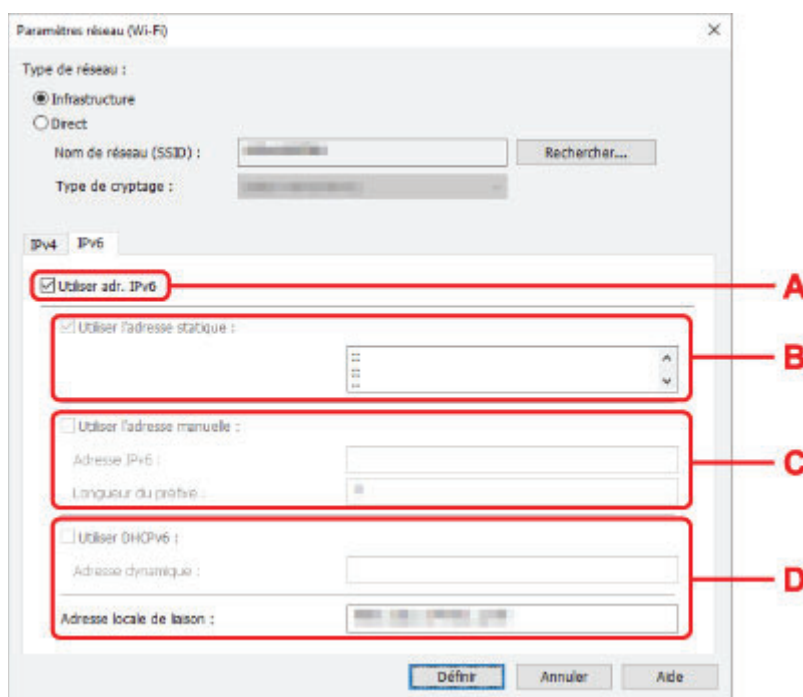 Paramètres réseau (Wi-Fi)
Type de réseau :
Infrastructure
Direct
Nom de réseau (SSID) :
Rechercher...
Type de cryptage :
IPv4 IPv6
Utiliser adr. IPv6
A
Utiliser l'adresse statique :
::
::
::
B
Utiliser l'adresse manuelle :
Adresse IPv6 :
C
Longueur du préfixe :
Utiliser DHCPv6 :
Adresse dynamique :
D
Adresse locale de liaison :
Définir Annuler Aide